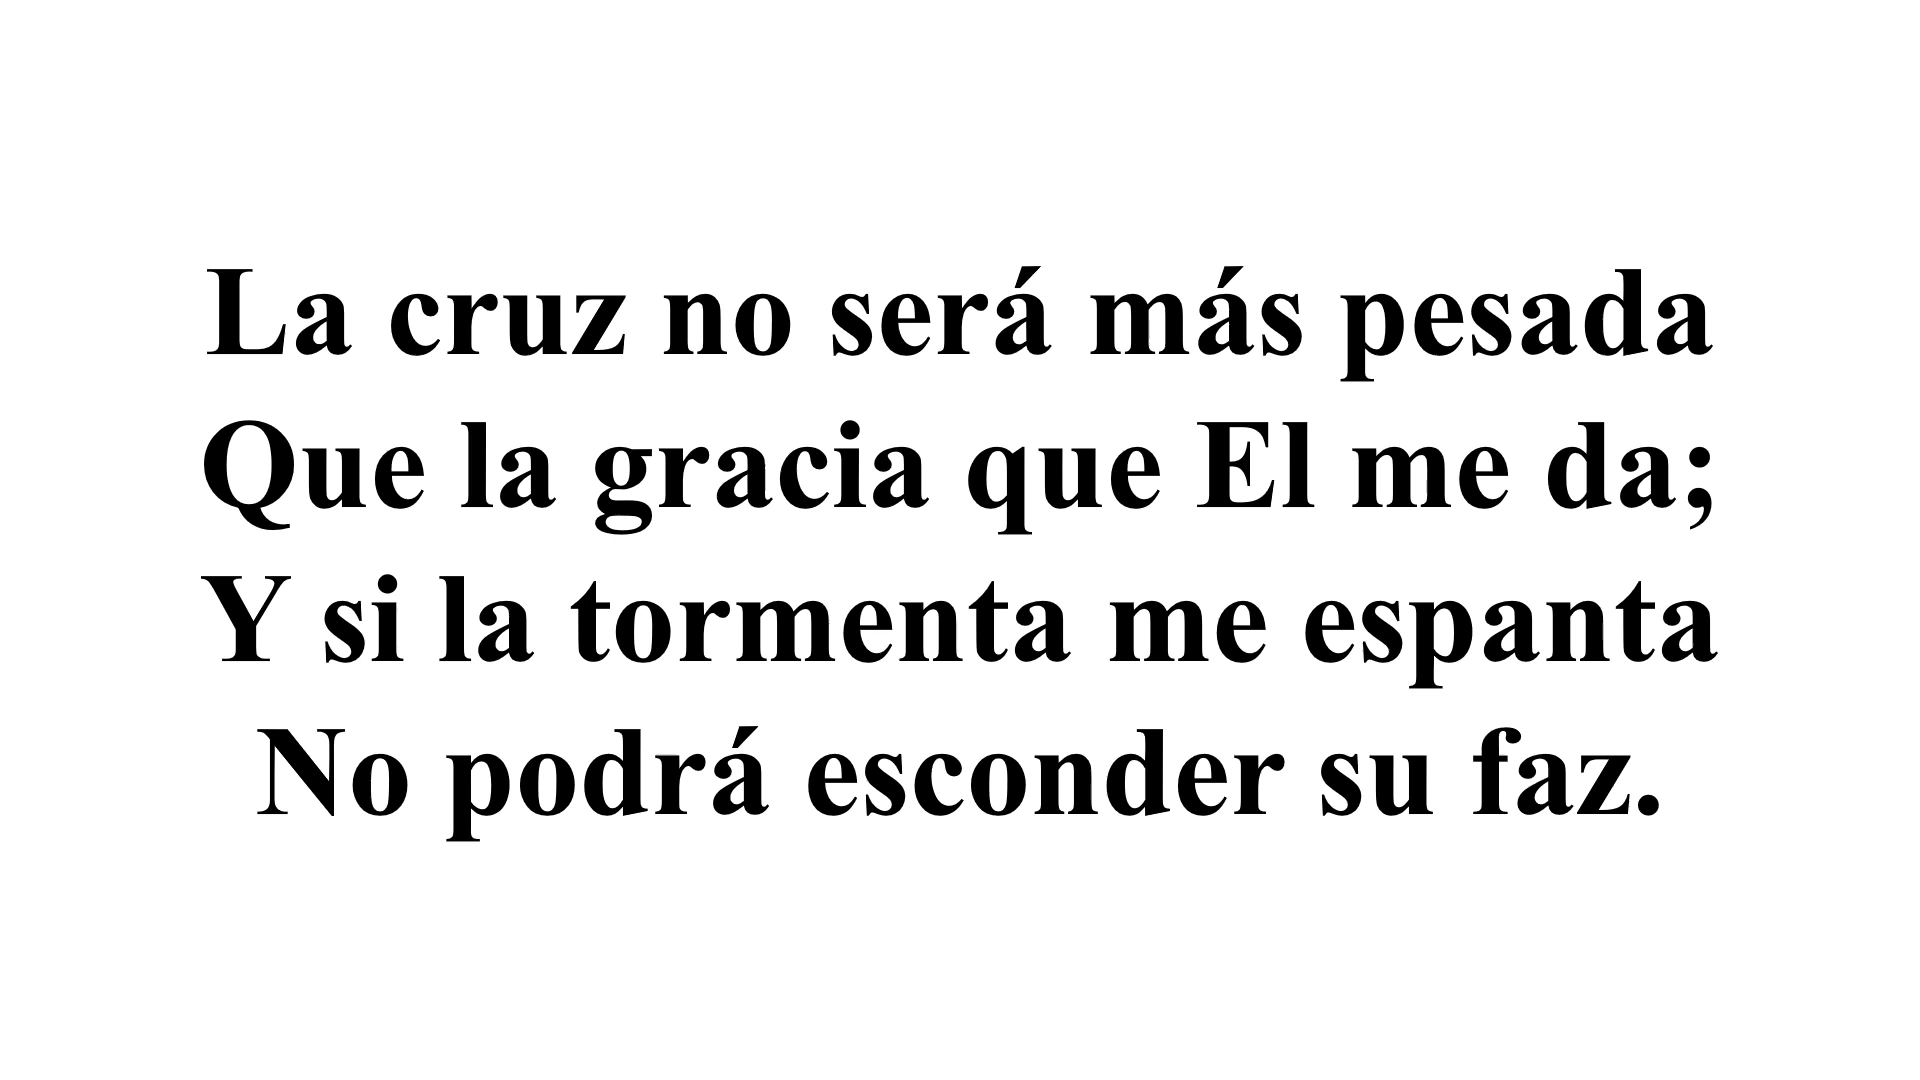 La cruz no será más pesada
Que la gracia que El me da;
Y si la tormenta me espanta
No podrá esconder su faz.